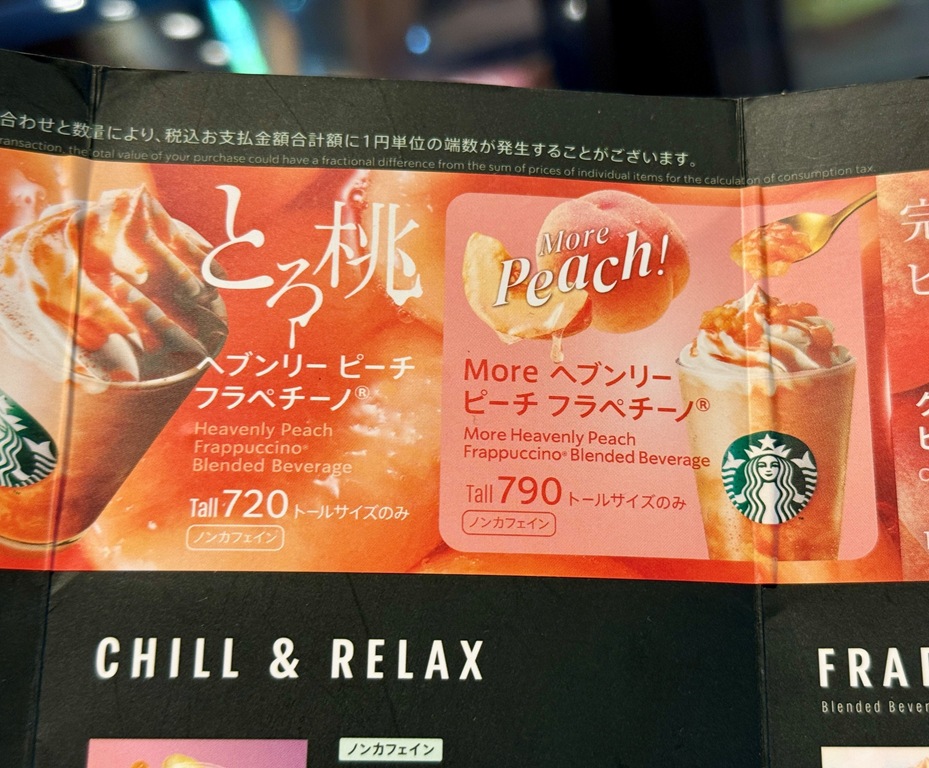 合わせと数量により、税込お支払金額合計額に1円単位の端数が発生することがございます。
ransaction, the total value of your purchase could have a fractional difference from the sum of prices of individual items for the calculation of consumption tax.
とろ桃
ヘブンリー ピーチ
フラペチーノ®
Heavenly Peach
Frappuccino®
Blended Beverage
Tall 720 トールサイズのみ
ノンカフェイン
More
Peach!
More ヘブンリー
ピーチ フラペチーノ®
More Heavenly Peach
Frappuccino® Blended Beverage
Tall 790 トールサイズのみ
ノンカフェイン
完
ピ
CHILL & RELAX
ノンカフェイン
FRA
Blended Bever